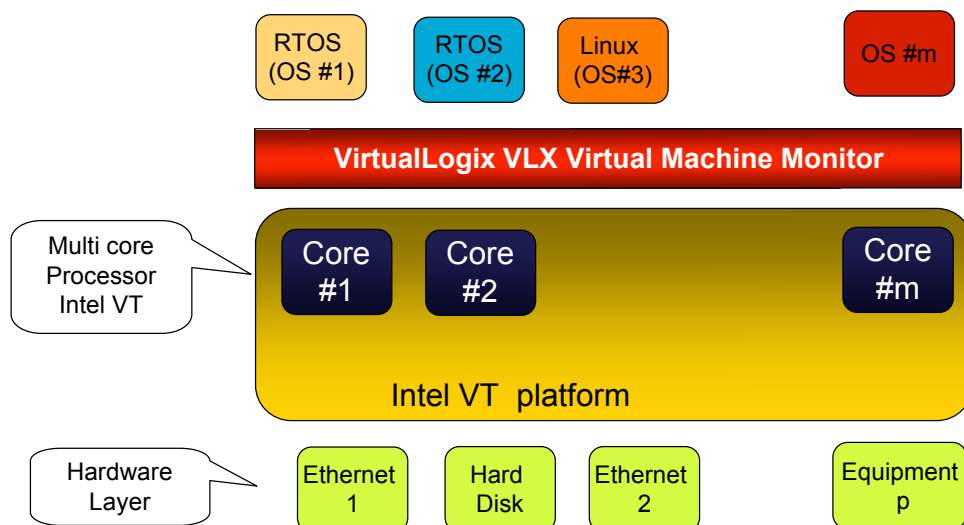 RTOS
(OS #1)
RTOS
(OS #2)
Linux
(OS#3)
OS #m
VirtualLogix VLX Virtual Machine Monitor
Multi core
Processor
Intel VT
Core
#1
Core
#2
Core
#m
Intel VT platform
Hardware
Layer
Ethernet
1
Hard
Disk
Ethernet
2
Equipment
p